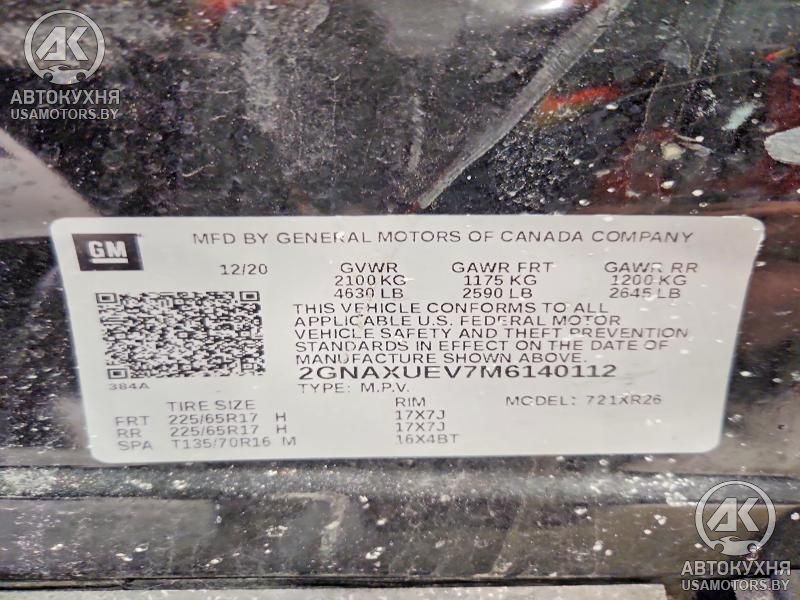 АК
АВТОКУХНЯ
USAMOTORS.BY
GM
MFD BY GENERAL MOTORS OF CANADA COMPANY
12/20 GVWR GAWR FRT GAWR RR
2100 KG 1175 KG 1200 KG
4630 LB 2590 LB 2645 LB
THIS VEHICLE CONFORMS TO ALL
APPLICABLE U.S. FEDERAL MOTOR
VEHICLE SAFETY AND THEFT PREVENTION
STANDARDS IN EFFECT ON THE DATE OF
MANUFACTURE SHOWN ABOVE.
384A
2GNAXUEV7M6140112
TYPE: M.P.V. MODEL: 721XR26
TIRE SIZE RIM
FRT 225/65R17 H 17X7J
RR 225/65R17 H 17X7J
SPA T135/70R16 M 16X4BT
АК
АВТОКУХНЯ
USAMOTORS.BY